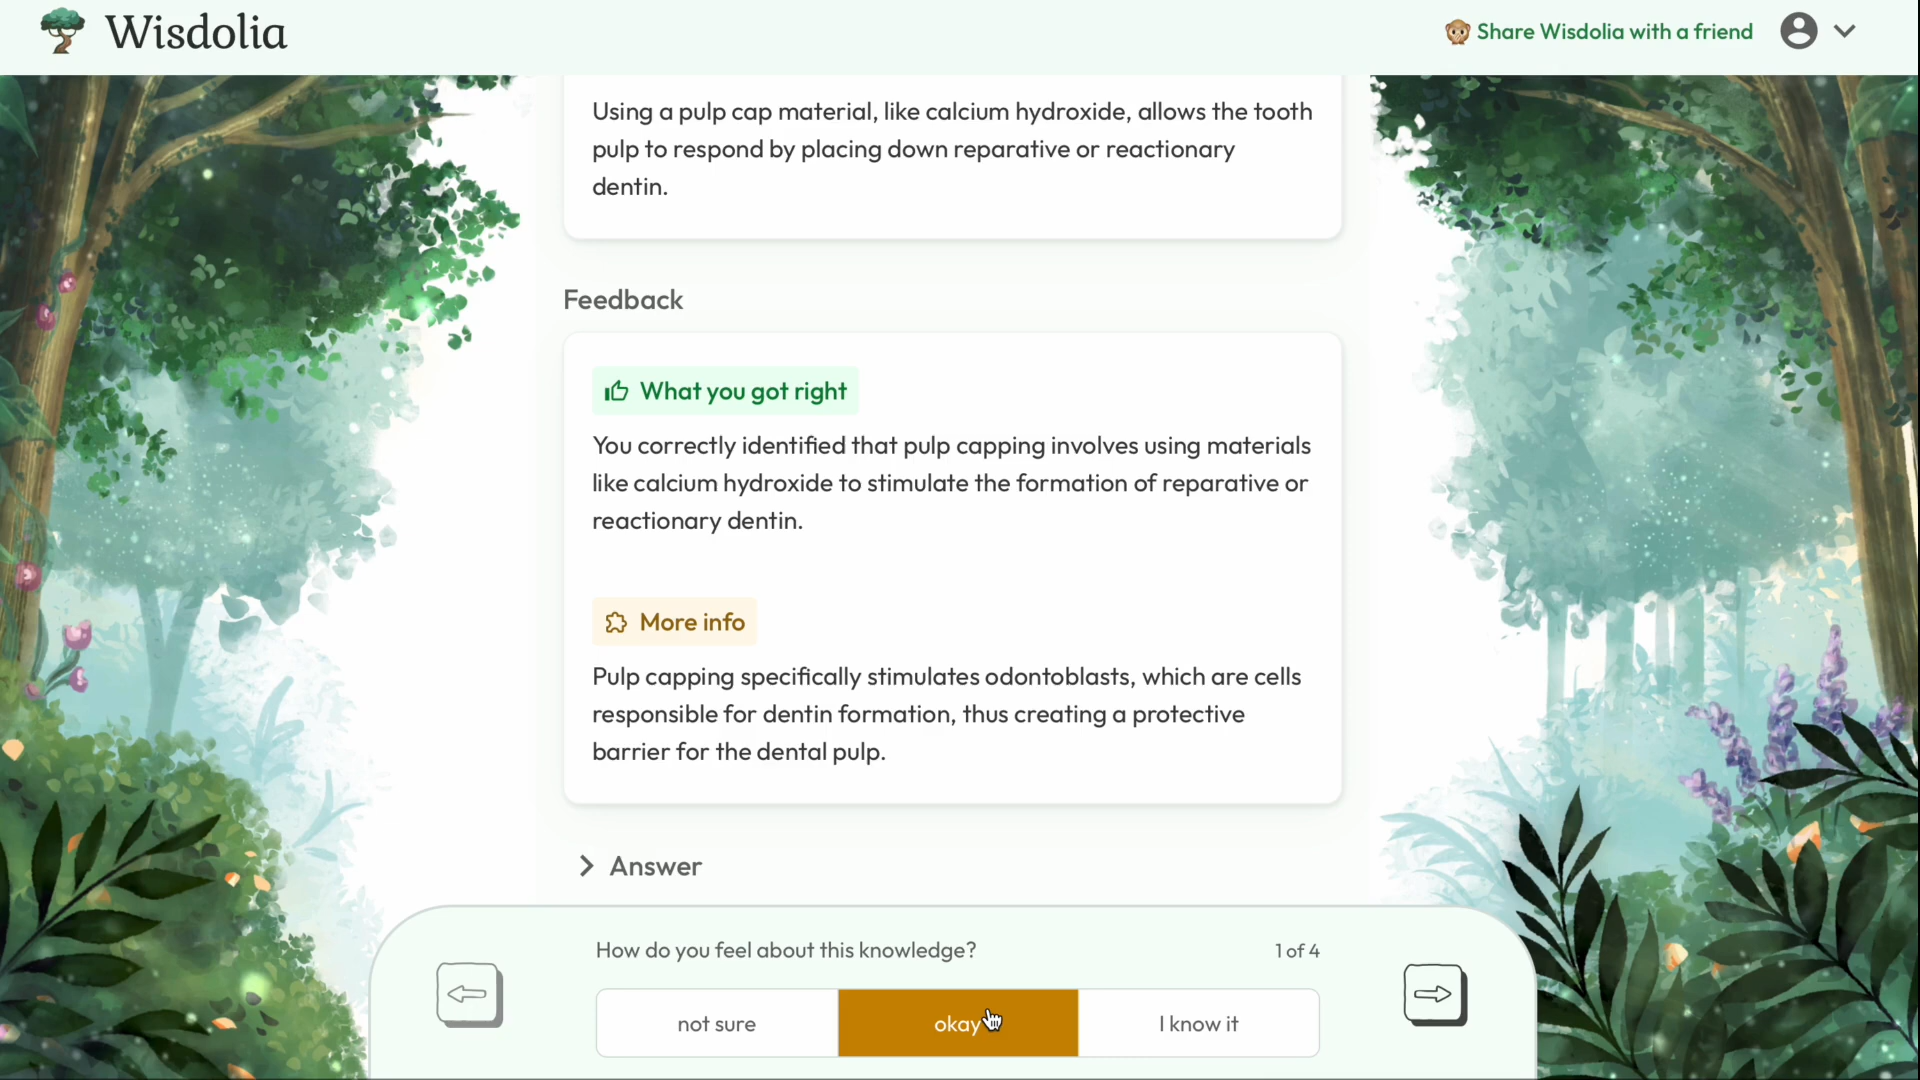 Wisdolia
Share Wisdolia with a friend
Using a pulp cap material, like calcium hydroxide, allows the tooth
pulp to respond by placing down reparative or reactionary
dentin.
Feedback
What you got right
You correctly identified that pulp capping involves using materials
like calcium hydroxide to stimulate the formation of reparative or
reactionary dentin.
More info
Pulp capping specifically stimulates odontoblasts, which are cells
responsible for dentin formation, thus creating a protective
barrier for the dental pulp.
Answer
How do you feel about this knowledge?
1 of 4
not sure
okay
I know it